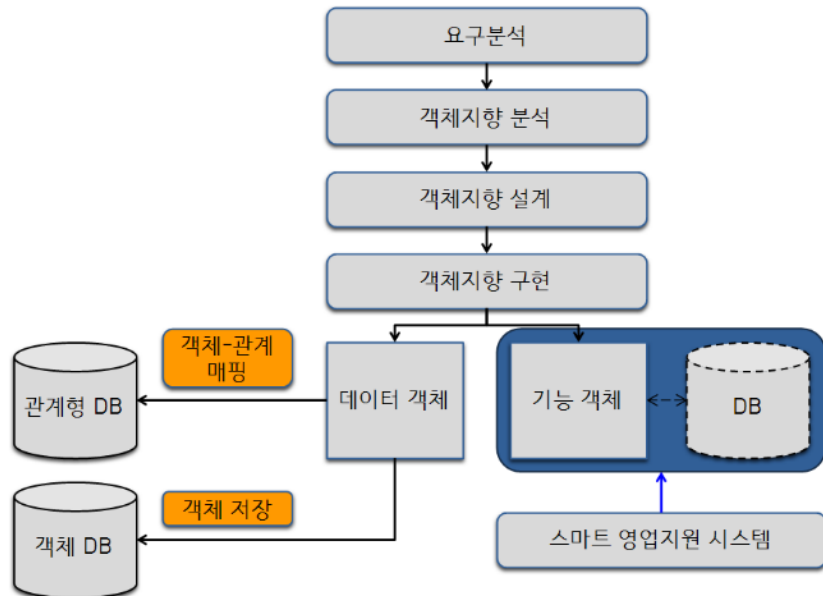 요구분석
객체지향 분석
객체지향 설계
객체지향 구현
객체-관계
매핑
관계형 DB
데이터 객체
기능 객체
DB
객체 저장
객체 DB
스마트 영업지원 시스템